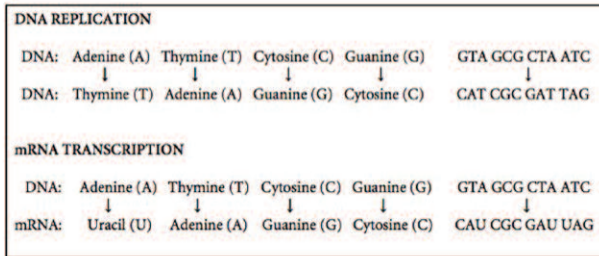 DNA REPLICATION
DNA: Adenine (A) Thymine (T) Cytosine (C) Guanine (G) GTA GCG CTA ATC
↓ ↓ ↓ ↓ ↓
DNA: Thymine (T) Adenine (A) Guanine (G) Cytosine (C) CAT CGC GAT TAG
mRNA TRANSCRIPTION
DNA: Adenine (A) Thymine (T) Cytosine (C) Guanine (G) GTA GCG CTA ATC
↓ ↓ ↓ ↓ ↓
mRNA: Uracil (U) Adenine (A) Guanine (G) Cytosine (C) CAU CGC GAU UAG